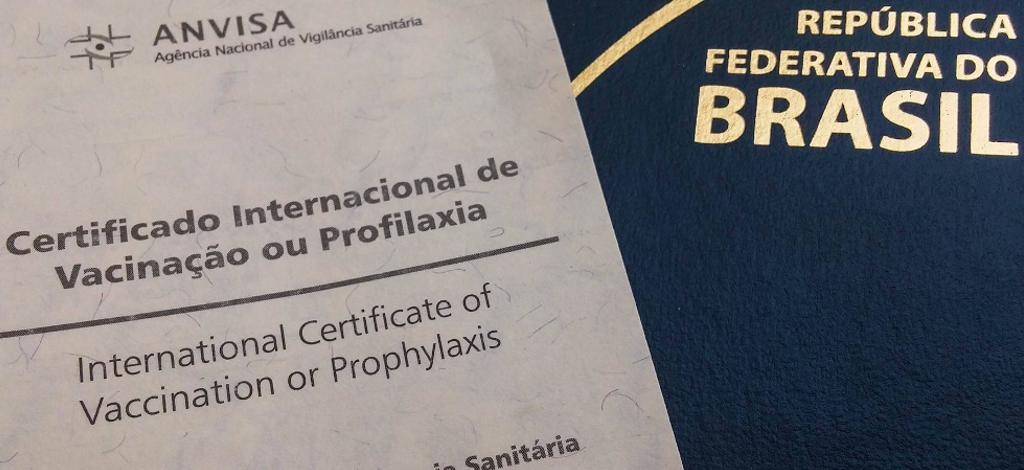 ANVISA
Agência Nacional de Vigilância Sanitária
Certificado Internacional de
Vacinação ou Profilaxia
International Certificate of
Vaccination or Prophylaxis
Sanitária
REPÚBLICA
FEDERATIVA DO
BRASIL